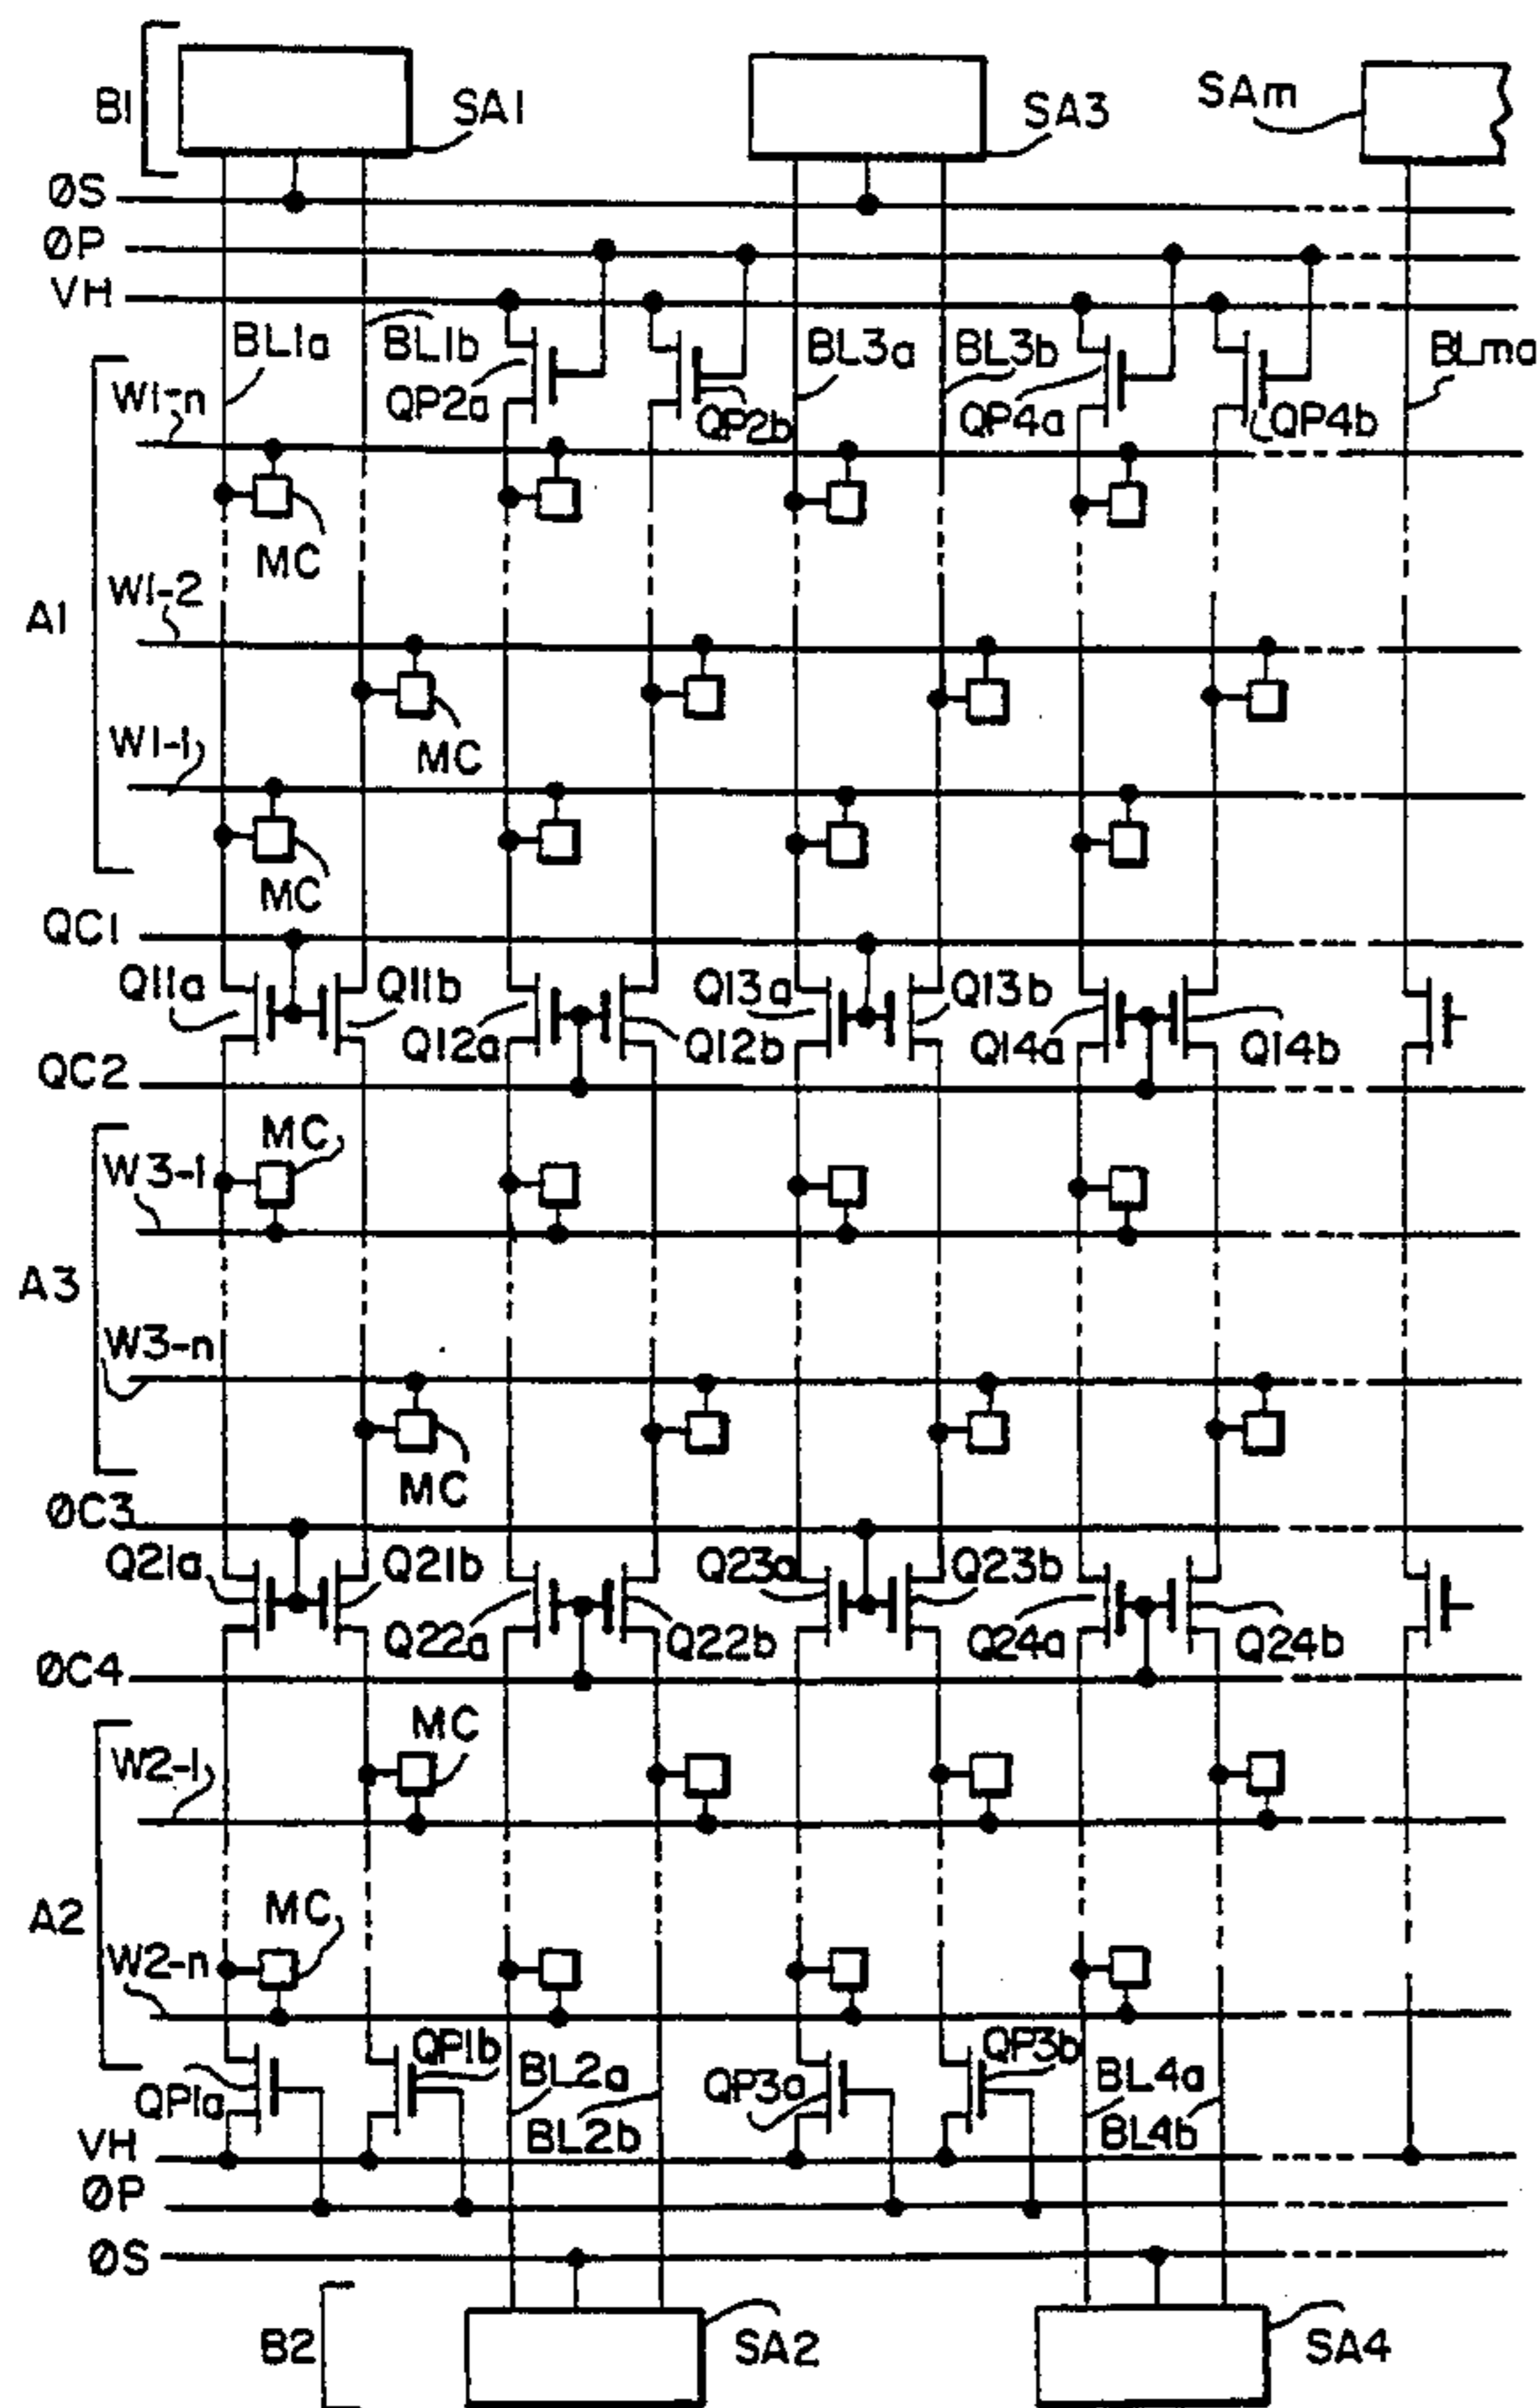 B1
SA1
SA3
SAm
ØS
ØP
VH
BL1a
BL1b
BL3a
BL3b
BLma
QP2a
QP2b
QP4a
QP4b
W1-n
MC
W1-2
A1
MC
W1-1
MC
QC1
Q11a
Q11b
Q12a
Q12b
Q13a
Q13b
Q14a
Q14b
QC2
MC
W3-1
A3
W3-n
MC
ØC3
Q21a
Q21b
Q22a
Q22b
Q23a
Q23b
Q24a
Q24b
ØC4
MC
W2-1
A2
MC
W2-n
QP1a
QP1b
BL2a
BL2b
QP3a
QP3b
BL4a
BL4b
VH
ØP
ØS
B2
SA2
SA4